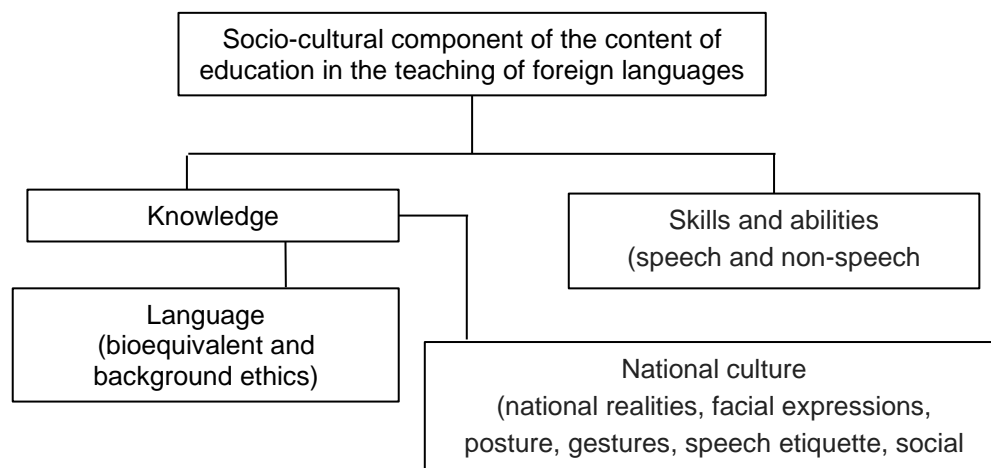 Socio-cultural component of the content of
education in the teaching of foreign languages
Knowledge
Skills and abilities
(speech and non-speech
Language
(bioequivalent and
background ethics)
National culture
(national realities, facial expressions,
posture, gestures, speech etiquette, social